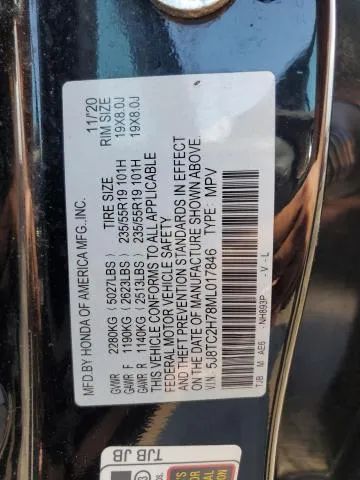 MFD.BY HONDA OF AMERICA MFG.,INC. 11/20
TIRE SIZE RIM SIZE
GVWR 2280KG (5027LBS)
GAWR F 1190KG (2623LBS) 235/55R19 101H 19X8.0J
GAWR R 1140KG (2513LBS) 235/55R19 101H 19X8.0J
THIS VEHICLE CONFORMS TO ALL APPLICABLE
FEDERAL MOTOR VEHICLE SAFETY
AND THEFT PREVENTION STANDARDS IN EFFECT
ON THE DATE OF MANUFACTURE SHOWN ABOVE.
5J8TC2H78ML017846 TYPE: MPV
TJB M AE6 NH893P - V - L
TJB JB